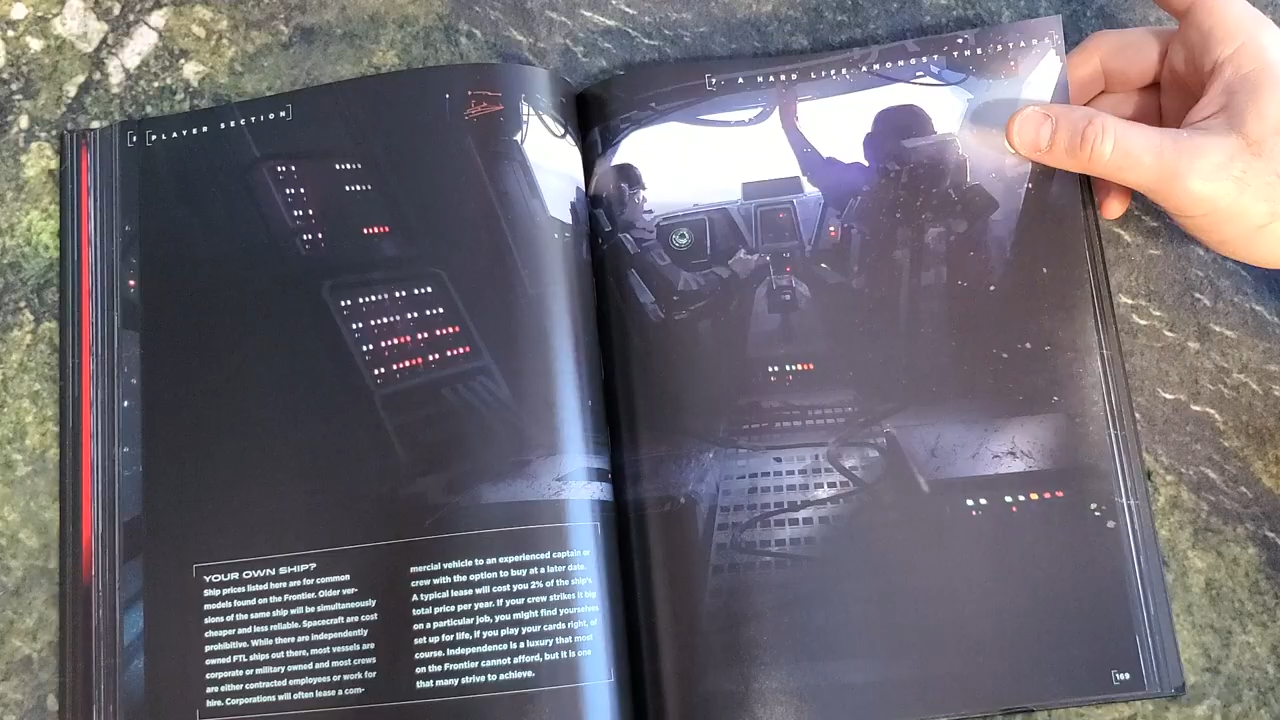 [PLAYER SECTION]
[7. A HARD LIFE AMONGST THE STARS]
YOUR OWN SHIP?
Ship prices listed here are for common
models found on the Frontier. Older ver-
sions of the same ship will be simultaneously
cheaper and less reliable. Spacecraft are cost
prohibitive. While there are independently
owned FTL ships out there, most vessels are
corporate or military owned and most crews
are either contracted employees or work for
hire. Corporations will often lease a com-
mercial vehicle to an experienced captain or
crew with the option to buy at a later date.
A typical lease will cost you 2% of the ship's
total price per year. If your crew strikes it big
on a particular job, you might find yourselves
set up for life, if you play your cards right, of
course. Independence is a luxury that most
on the Frontier cannot afford, but it is one
that many strive to achieve.
[169